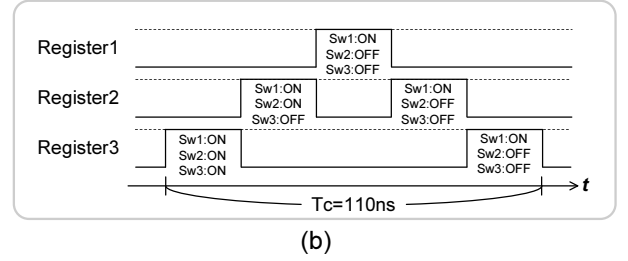 Register1
Sw1:ON
Sw2:OFF
Sw3:OFF
Register2
Sw1:ON
Sw2:ON
Sw3:OFF
Sw1:ON
Sw2:OFF
Sw3:OFF
Register3
Sw1:ON
Sw2:ON
Sw3:ON
Sw1:ON
Sw2:OFF
Sw3:OFF
t
Tc=110ns
(b)